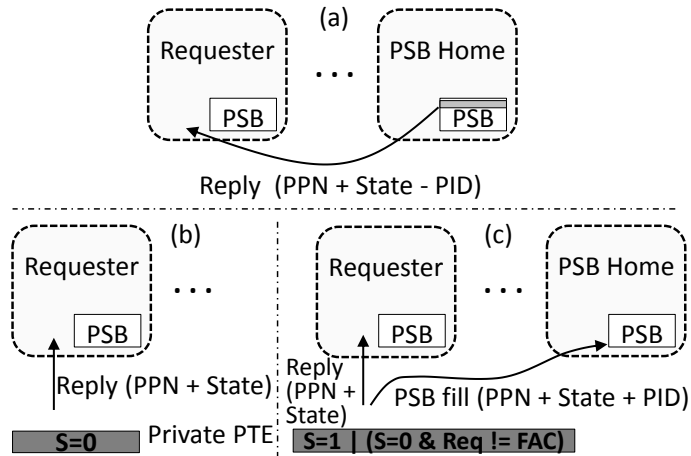 (a)
Requester
PSB Home
. . .
PSB
PSB
Reply (PPN + State - PID)
(b)
Requester
. . .
PSB
Reply (PPN + State)
S=0
Private PTE
(c)
Requester
PSB Home
. . .
PSB
PSB
Reply
(PPN +
State)
PSB fill (PPN + State + PID)
S=1 | (S=0 & Req != FAC)